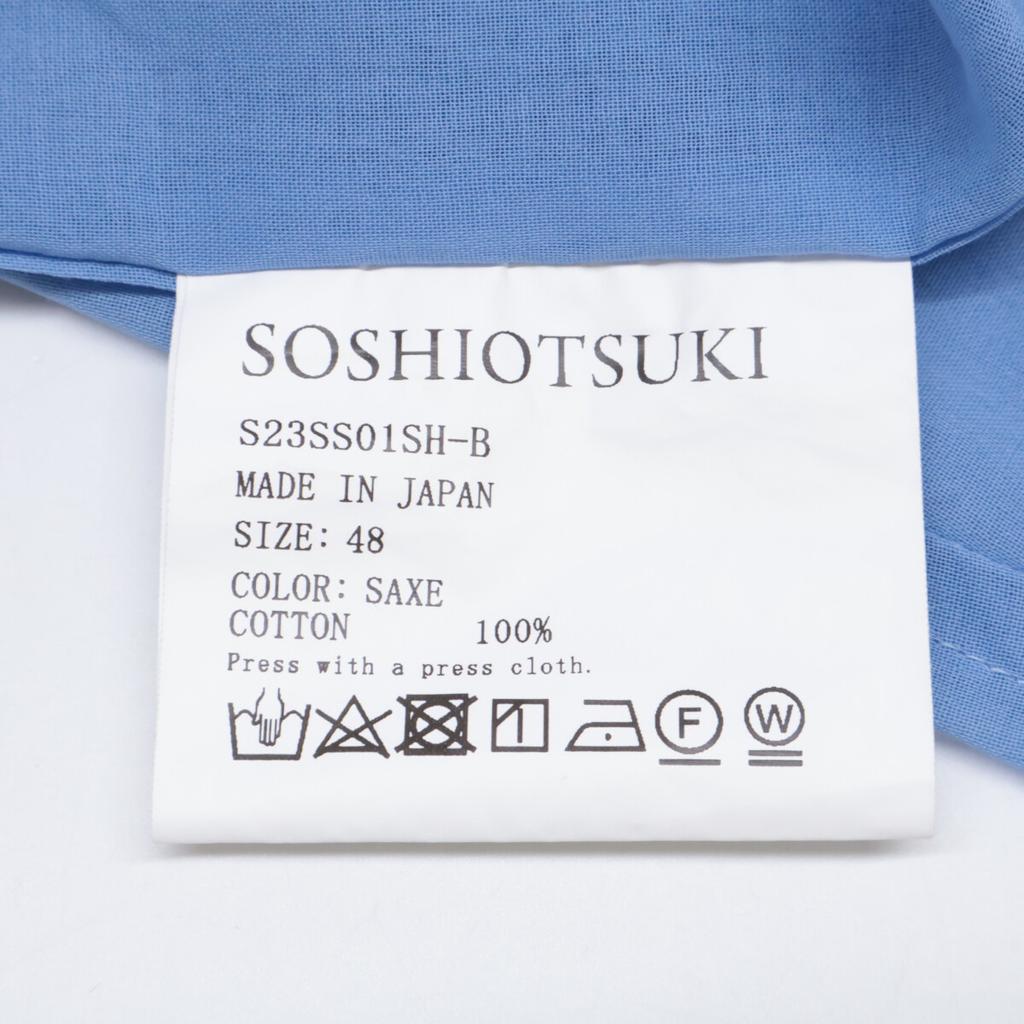 SOSHIOTSUKI
S23SS01SH-B
MADE IN JAPAN
SIZE: 48
COLOR: SAXE
COTTON 100%
Press with a press cloth.
F W